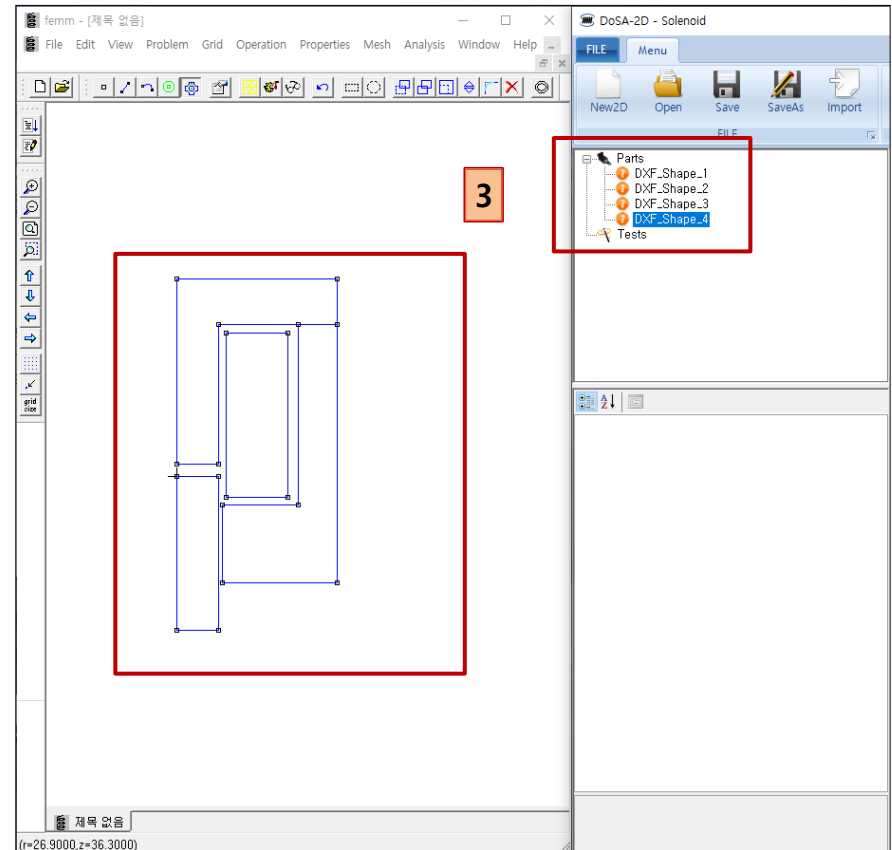 femm - [제목 없음]
File Edit View Problem Grid Operation Properties Mesh Analysis Window Help
grid
size
3
제목 없음
(r=26.9000,z=36.3000)
DoSA-2D - Solenoid
FILE Menu
New2D Open Save SaveAs Import
FILE
Parts
DXF_Shape_1
DXF_Shape_2
DXF_Shape_3
DXF_Shape_4
Tests